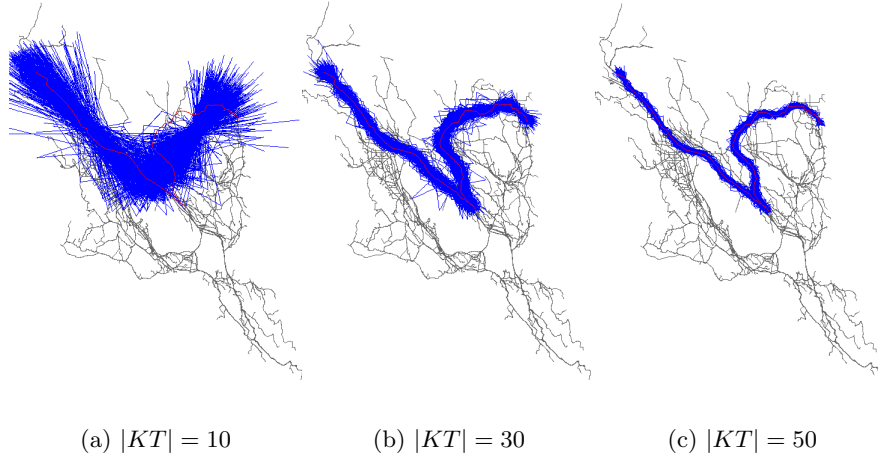 (a) |KT| = 10
(b) |KT| = 30
(c) |KT| = 50